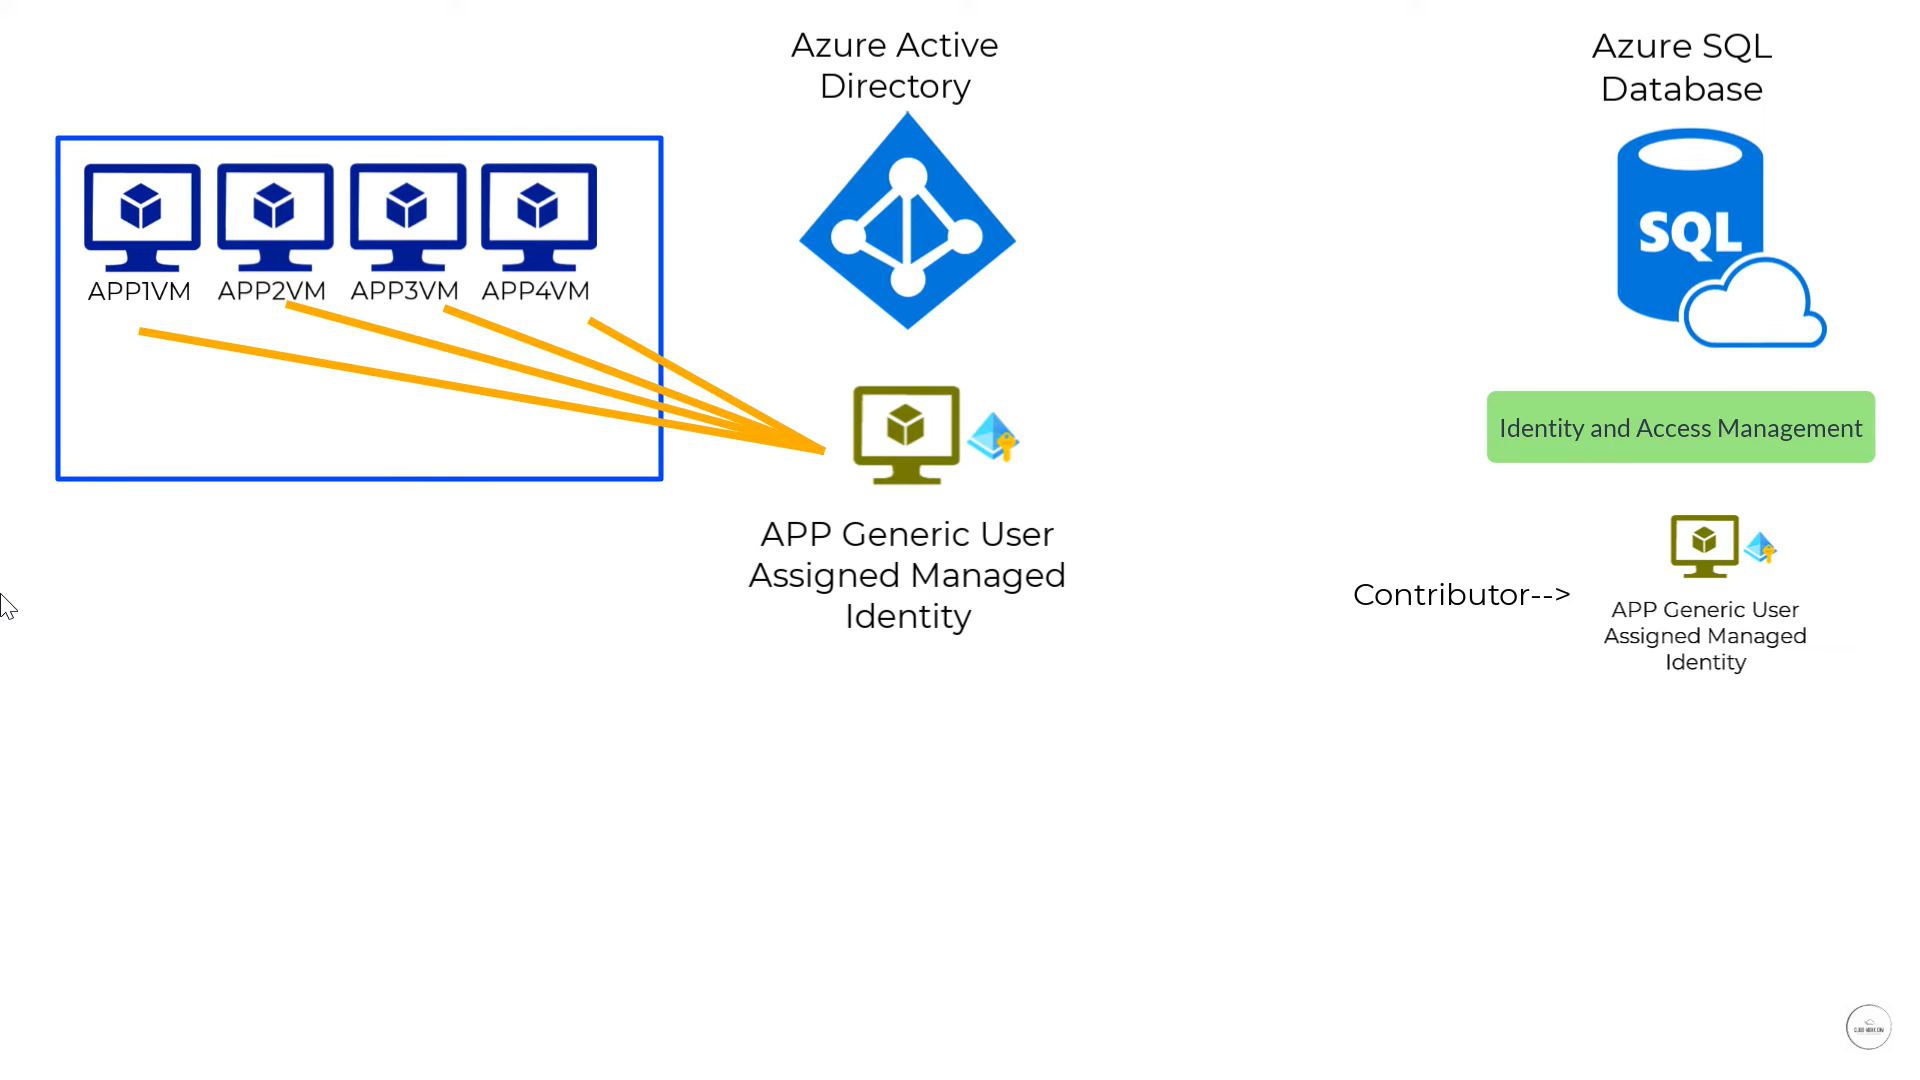 Azure Active
Directory
Azure SQL
Database
SQL
APP1VM
APP2VM
APP3VM
APP4VM
Identity and Access Management
APP Generic User
Assigned Managed
Identity
Contributor-->
APP Generic User
Assigned Managed
Identity